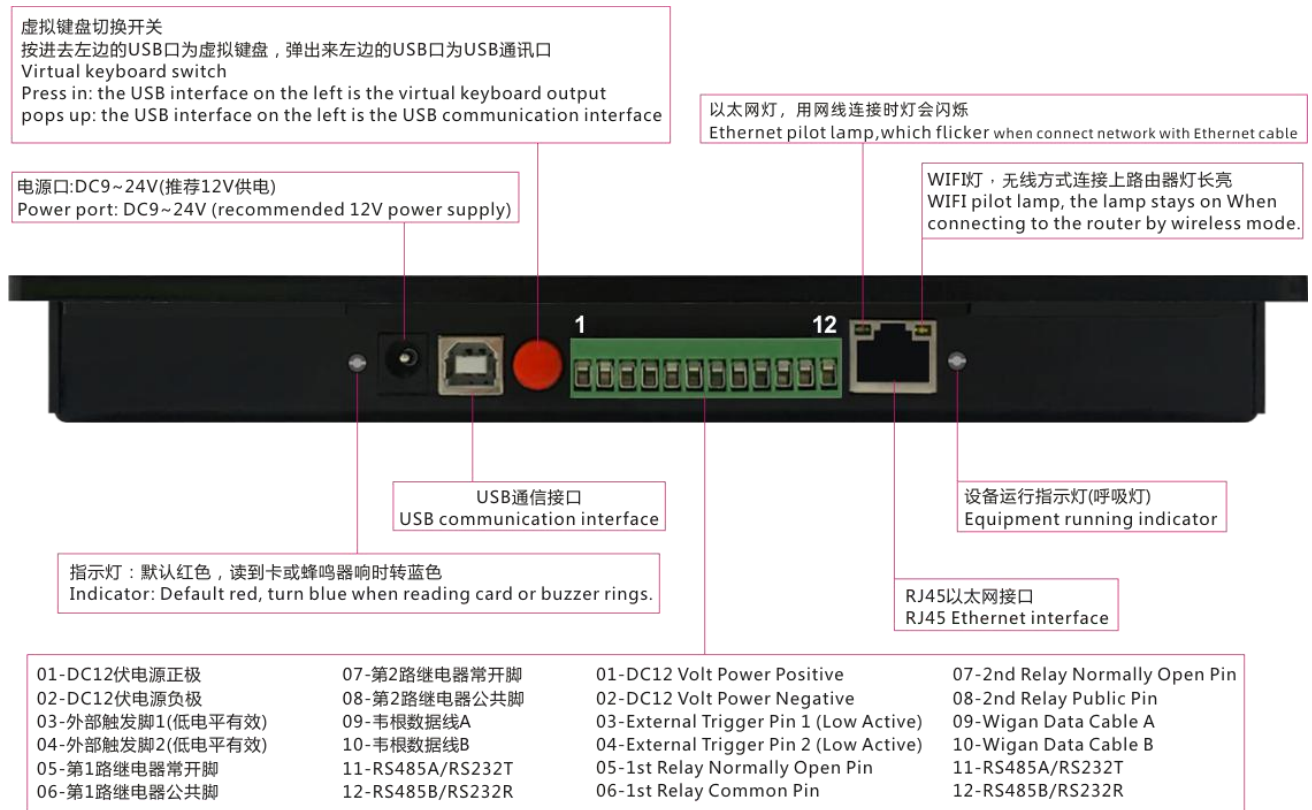 虚拟键盘切换开关
按进去左边的USB口为虚拟键盘，弹出来左边的USB口为USB通讯口
Virtual keyboard switch
Press in: the USB interface on the left is the virtual keyboard output
pops up: the USB interface on the left is the USB communication interface
以太网灯，用网线连接时灯会闪烁
Ethernet pilot lamp,which flicker when connect network with Ethernet cable
电源口:DC9~24V(推荐12V供电)
Power port: DC9~24V (recommended 12V power supply)
WIFI灯，无线方式连接上路由器灯长亮
WIFI pilot lamp, the lamp stays on When
connecting to the router by wireless mode.
1
12
USB通信接口
USB communication interface
设备运行指示灯(呼吸灯)
Equipment running indicator
指示灯：默认红色，读到卡或蜂鸣器响时转蓝色
Indicator: Default red, turn blue when reading card or buzzer rings.
RJ45以太网接口
RJ45 Ethernet interface
01-DC12伏电源正极
02-DC12伏电源负极
03-外部触发脚1(低电平有效)
04-外部触发脚2(低电平有效)
05-第1路继电器常开脚
06-第1路继电器公共脚
07-第2路继电器常开脚
08-第2路继电器公共脚
09-韦根数据线A
10-韦根数据线B
11-RS485A/RS232T
12-RS485B/RS232R
01-DC12 Volt Power Positive
02-DC12 Volt Power Negative
03-External Trigger Pin 1 (Low Active)
04-External Trigger Pin 2 (Low Active)
05-1st Relay Normally Open Pin
06-1st Relay Common Pin
07-2nd Relay Normally Open Pin
08-2nd Relay Public Pin
09-Wigan Data Cable A
10-Wigan Data Cable B
11-RS485A/RS232T
12-RS485B/RS232R